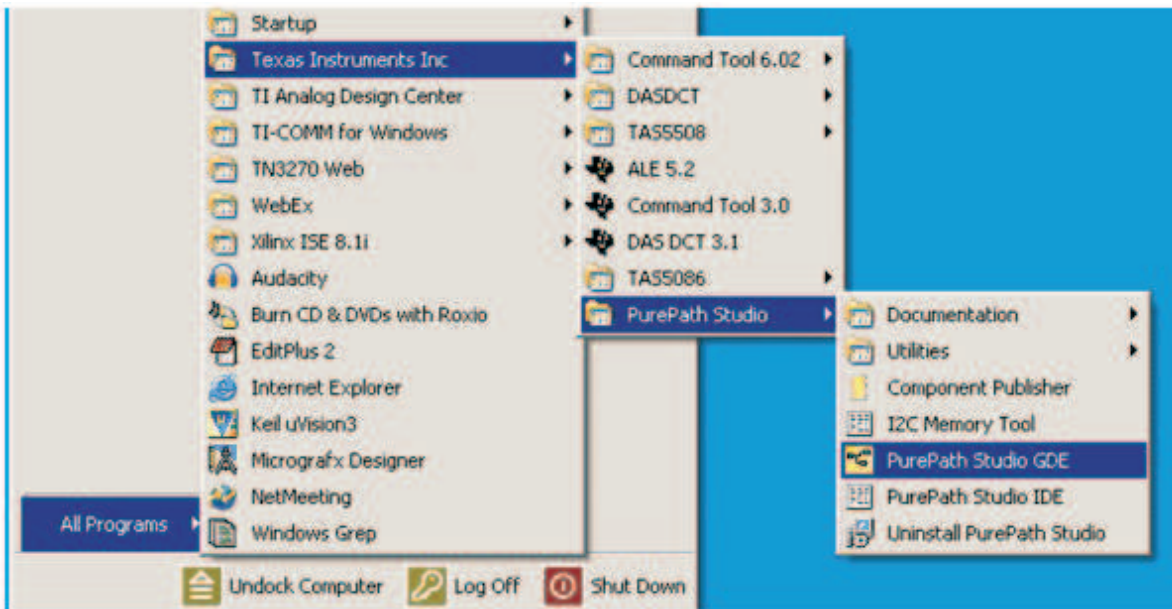 Startup
Texas Instruments Inc
TI Analog Design Center
TI-COMM for Windows
TN3270 Web
WebEx
Xilinx ISE 8.1i
Audacity
Burn CD & DVDs with Roxio
EditPlus 2
Internet Explorer
Keil uVision3
Micrografx Designer
NetMeeting
Windows Grep
All Programs
Undock Computer
Log Off
Shut Down
Command Tool 6.02
DASDCT
TAS5508
ALE 5.2
Command Tool 3.0
DAS DCT 3.1
TAS5086
PurePath Studio
Documentation
Utilities
Component Publisher
I2C Memory Tool
PurePath Studio GDE
PurePath Studio IDE
Uninstall PurePath Studio